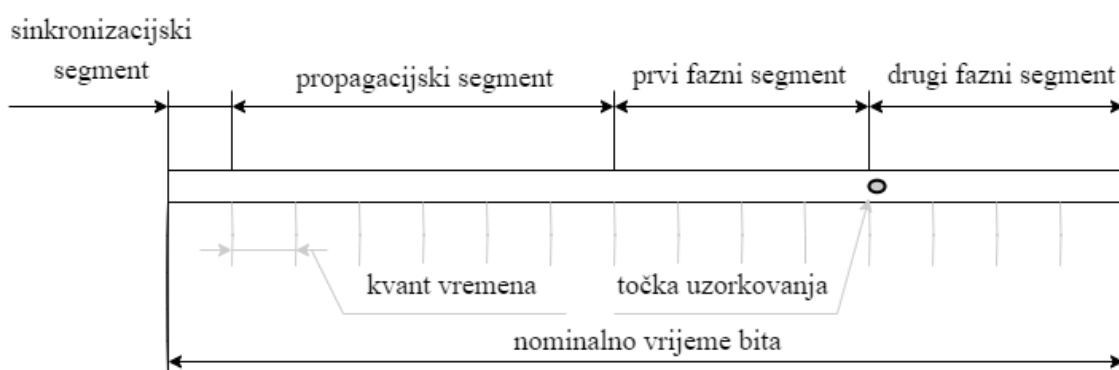 sinkronizacijski
segment
propagacijski segment
prvi fazni segment
drugi fazni segment
kvant vremena
točka uzorkovanja
nominalno vrijeme bita